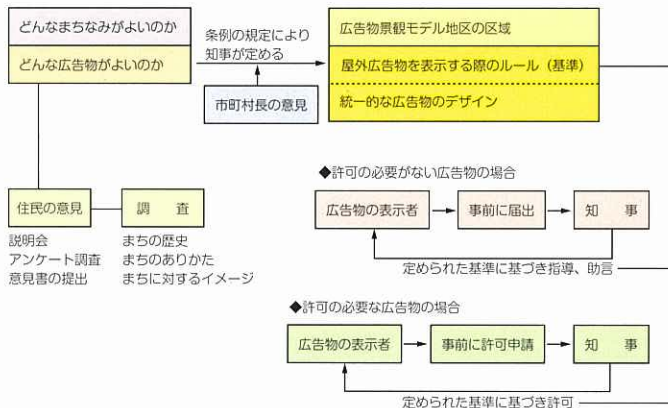 どんなまちなみがよいのか
どんな広告物がよいのか
条例の規定により
知事が定める
市町村長の意見
広告物景観モデル地区の区域
屋外広告物を表示する際のルール（基準）
統一的な広告物のデザイン
住民の意見
調　査
説明会
アンケート調査
意見書の提出
まちの歴史
まちのありかた
まちに対するイメージ
◆許可の必要がない広告物の場合
広告物の表示者
事前に届出
知　事
定められた基準に基づき指導、助言
◆許可の必要な広告物の場合
広告物の表示者
事前に許可申請
知　事
定められた基準に基づき許可